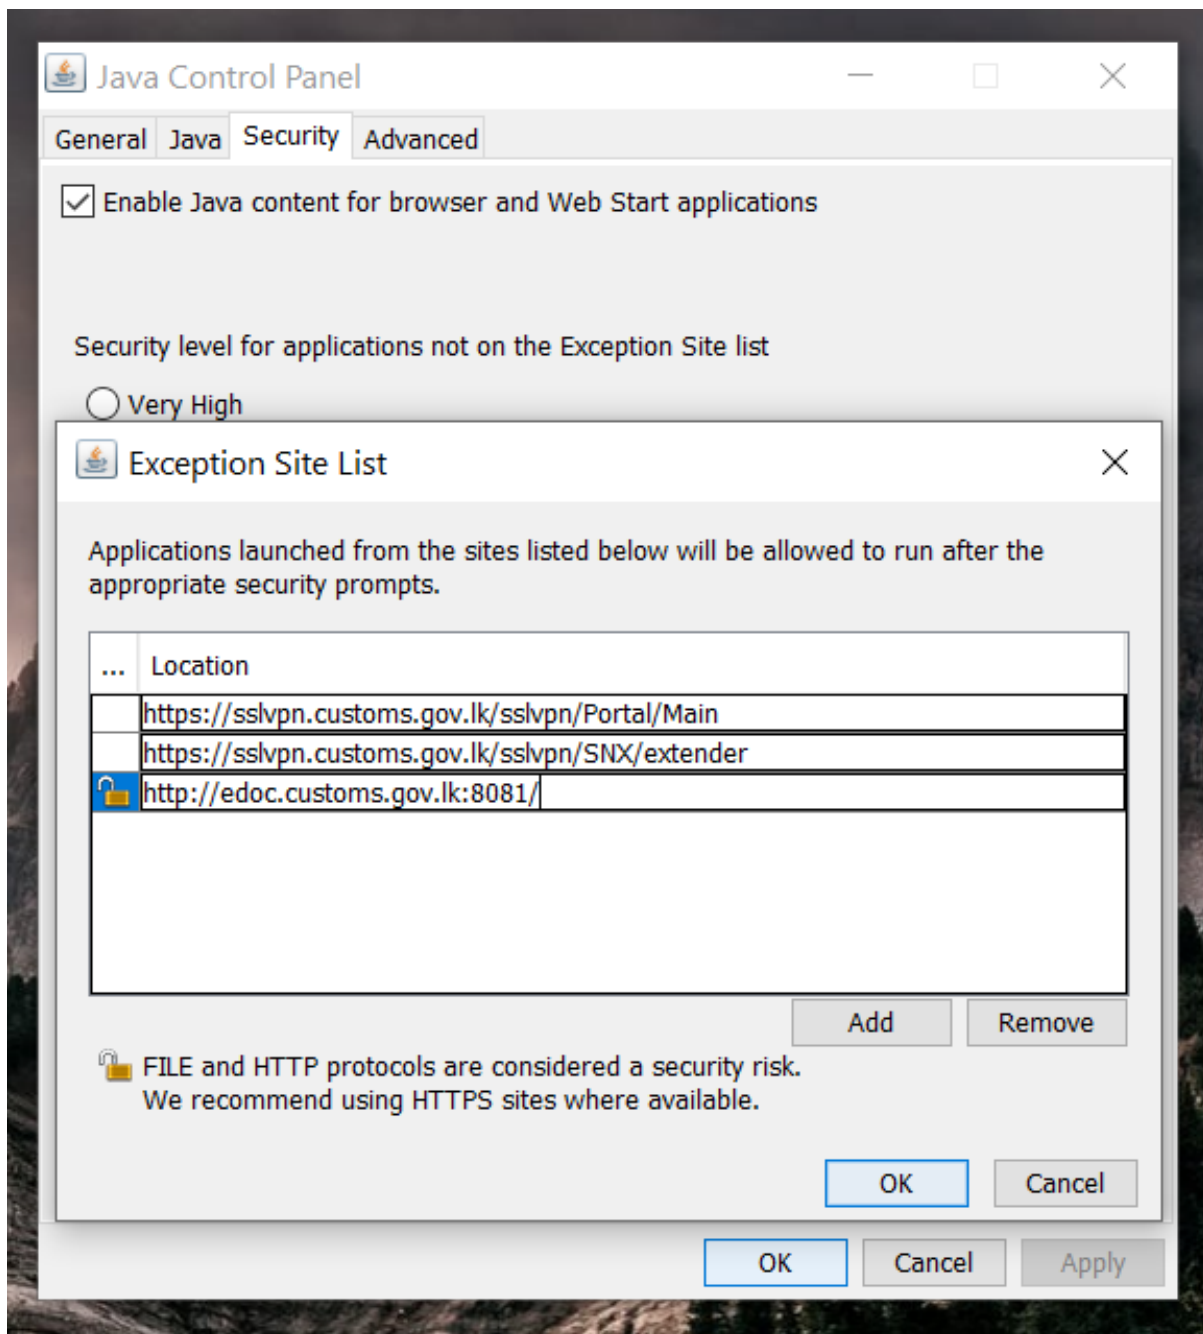 Java Control Panel
General Java Security Advanced
Enable Java content for browser and Web Start applications
Security level for applications not on the Exception Site list
Very High
Exception Site List
Applications launched from the sites listed below will be allowed to run after the
appropriate security prompts.
... Location
https://sslvpn.customs.gov.lk/sslvpn/Portal/Main
https://sslvpn.customs.gov.lk/sslvpn/SNX/extender
http://edoc.customs.gov.lk:8081/
Add Remove
FILE and HTTP protocols are considered a security risk.
We recommend using HTTPS sites where available.
OK Cancel
OK Cancel Apply